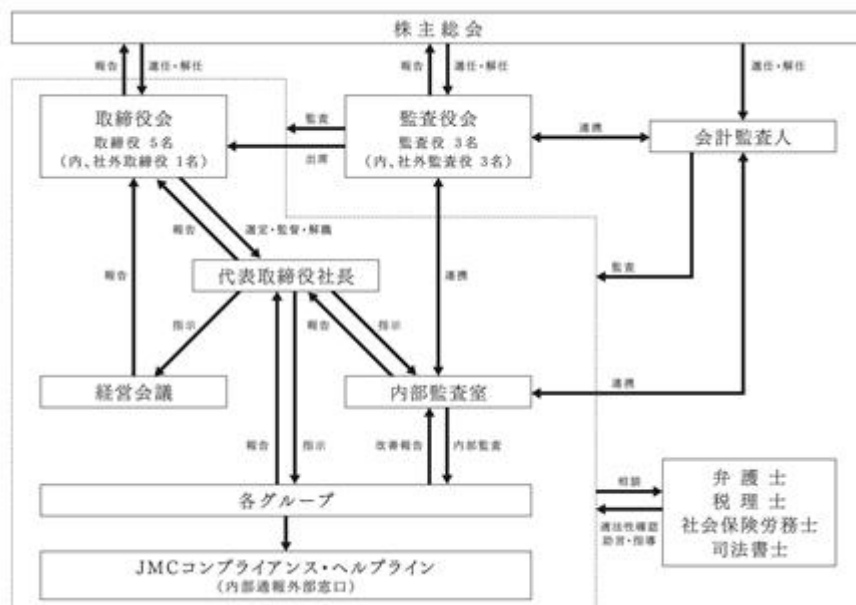 株主総会
報告
選任・解任
報告
選任・解任
選任・解任
取締役会
取締役 5名
(内、社外取締役 1名)
監査
出席
監査役会
監査役 3名
(内、社外監査役 3名)
連携
会計監査人
報告
選定・監督・解職
報告
代表取締役社長
連携
監査
指示
報告
指示
経営会議
内部監査室
連携
報告
指示
改善報告
内部監査
各グループ
相談
適法性確認
助言・指導
弁護士
税理士
社会保険労務士
司法書士
JMCコンプライアンス・ヘルプライン
(内部通報外部窓口)